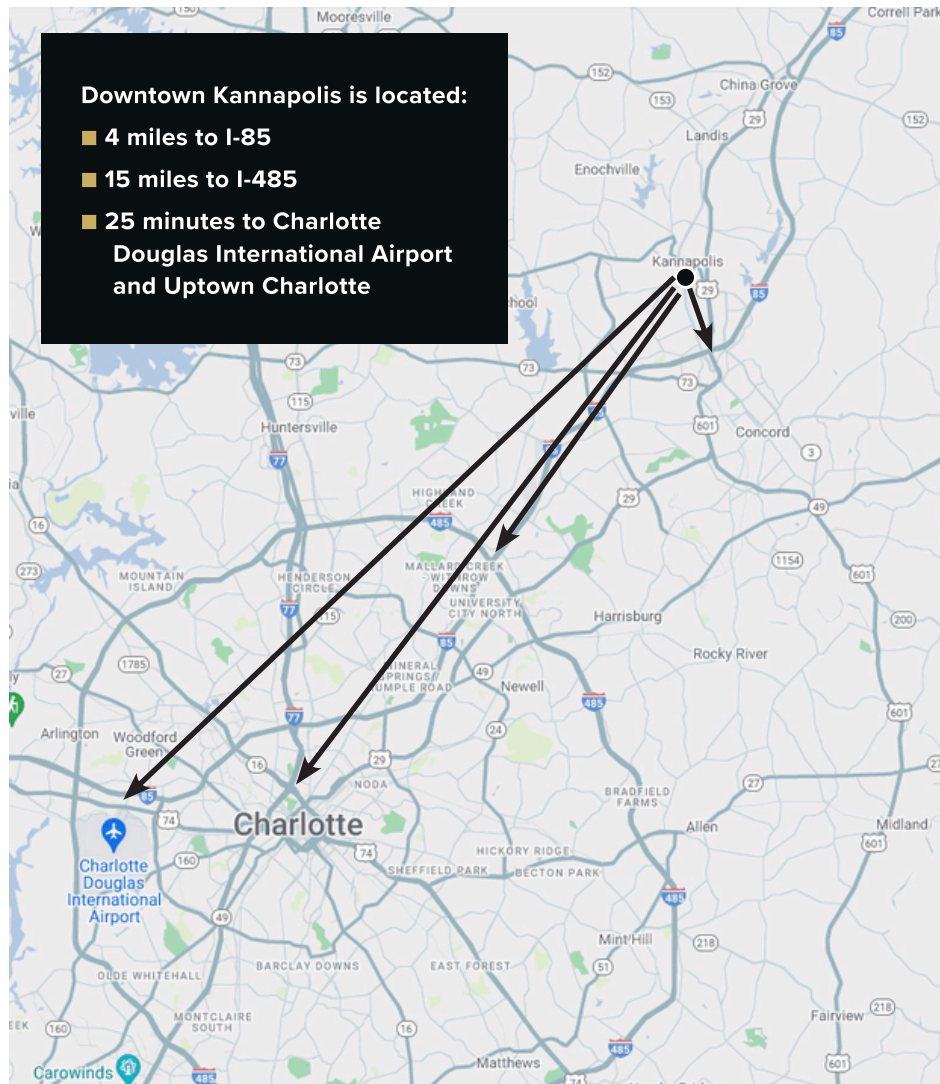 150
Mooresville
Correll Park
85
152
China Grove
153
29
152
Landis
Enochville
Downtown Kannapolis is located:
4 miles to I-85
15 miles to I-485
25 minutes to Charlotte
Douglas International Airport
and Uptown Charlotte
Kannapolis
29
85
hool
73
73
73
115
ville
Huntersville
601
Concord
77
3
HIGHLAND
CREEK
29
49
16
485
273
MOUNTAIN
ISLAND
HENDERSON
CIRCLE
MALLARD CREEK
WITHROW
DOWNS
UNIVERSITY
CITY NORTH
1154
601
77
115
Harrisburg
200
85
Rocky River
1785
27
MINERAL
SPRINGS
RUMPLE ROAD
49
Newell
485
77
601
Arlington
Woodford
Green
24
16
29
NODA
27
85
74
BRADFIELD
FARMS
Charlotte
Allen
Midland
601
160
74
HICKORY RIDGE
SHEFFIELD PARK
BECTON PARK
Charlotte
Douglas
International
Airport
485
49
Mint Hill
218
OLDE WHITEHALL
BARCLAY DOWNS
EAST FOREST
51
MONTCLAIRE
SOUTH
Fairview
218
EEK
160
16
485
Matthews
601
Carowinds
485
74